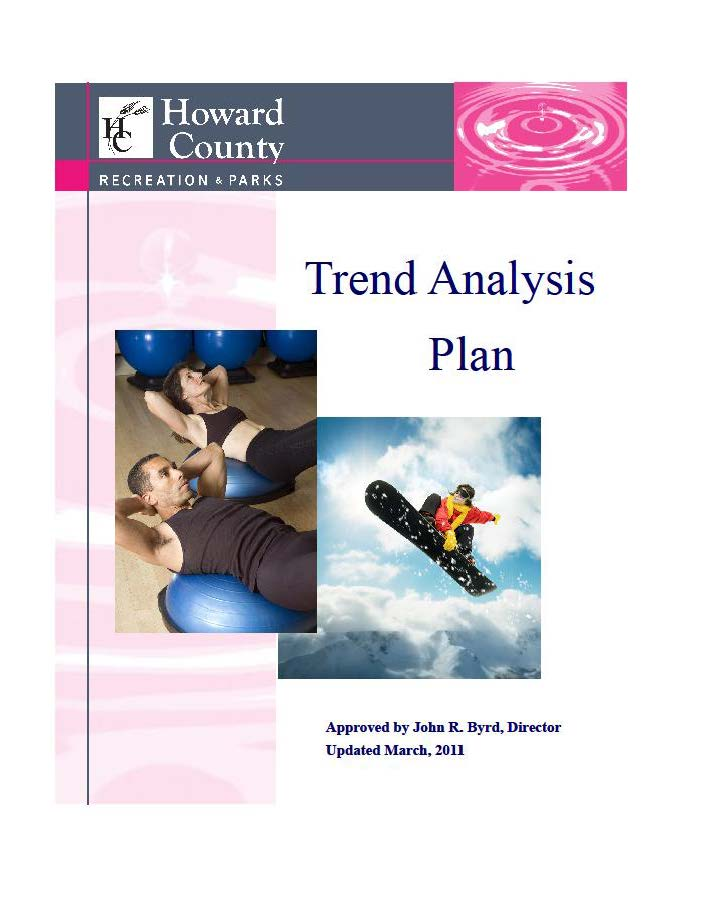 HC
Howard
County
RECREATION & PARKS
Trend Analysis
Plan
Approved by John R. Byrd, Director
Updated March, 2011